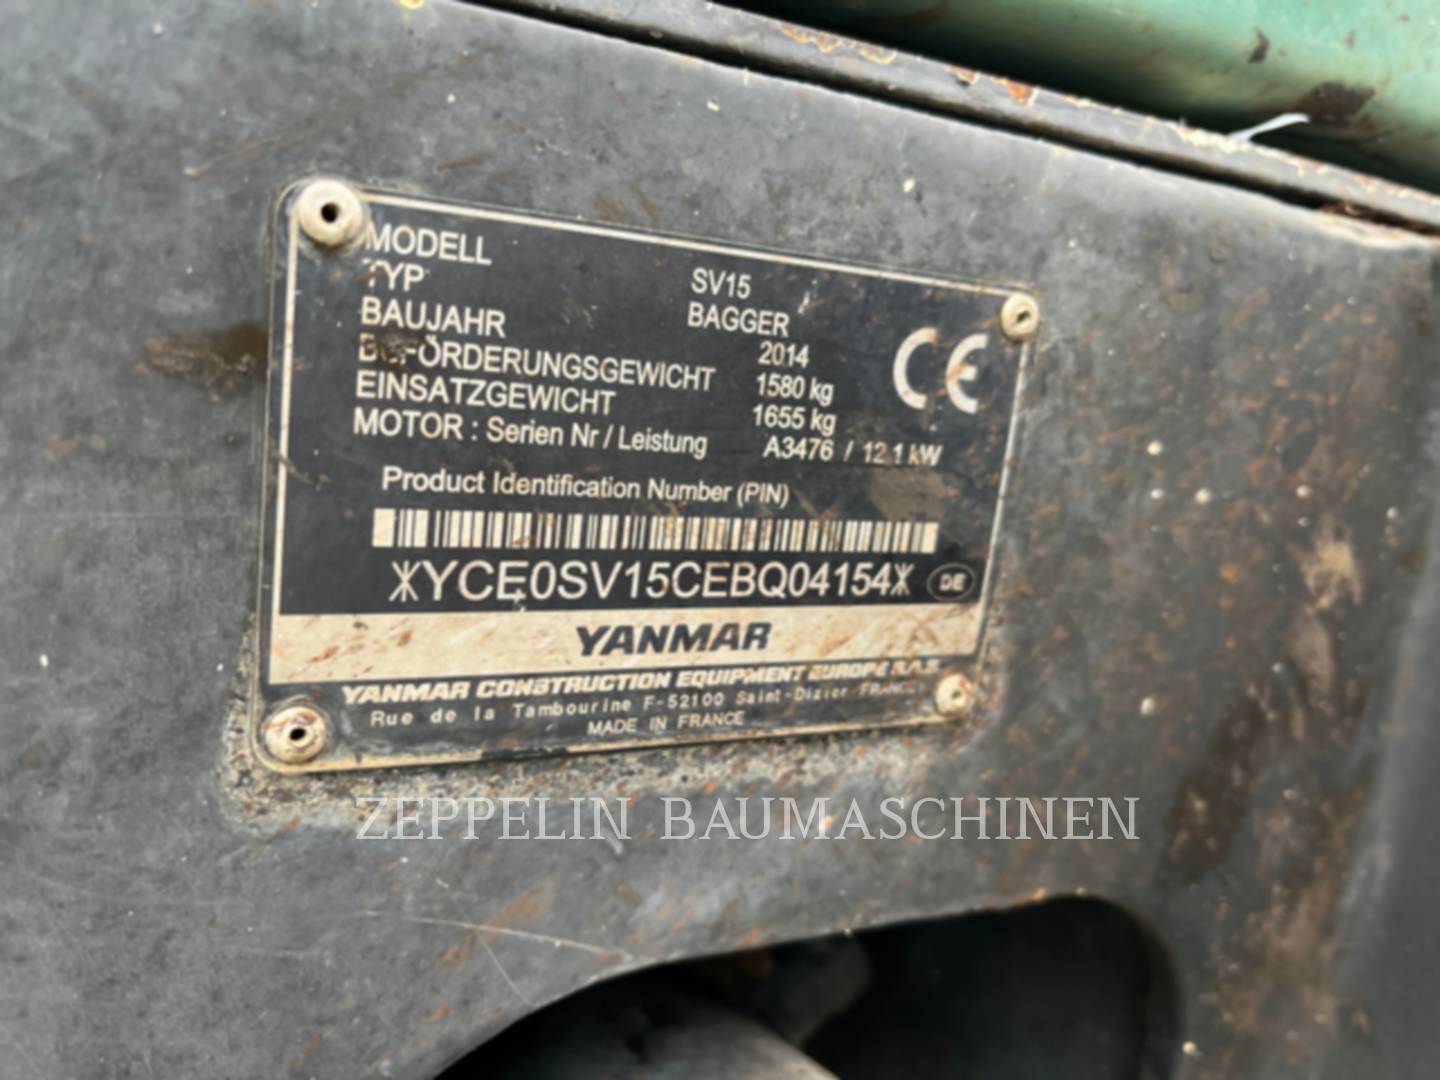 MODELL SV15
TYP BAGGER
BAUJAHR 2014
BEFÖRDERUNGSGEWICHT 1580 kg
EINSATZGEWICHT 1655 kg
MOTOR : Serien Nr / Leistung A3476 / 12.1 kW
CE
Product Identification Number (PIN)
*YCE0SV15CEBQ04154* DE
YANMAR
YANMAR CONSTRUCTION EQUIPMENT EUROPE S.A.S.
Rue de la Tambourine F-52100 Saint-Dizier FRANCE
MADE IN FRANCE
ZEPPELIN BAUMASCHINEN